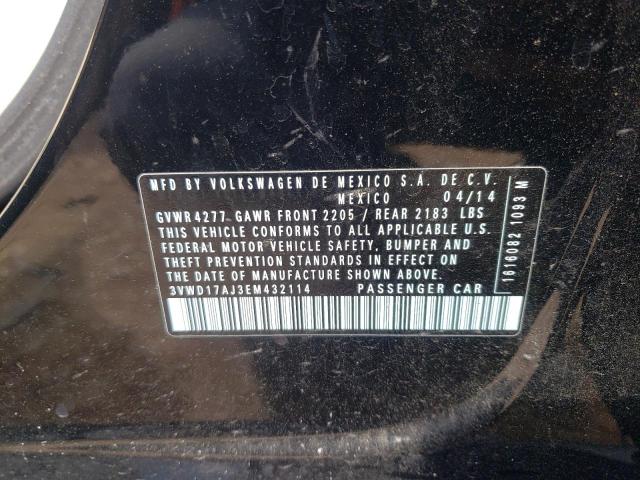 MFD BY VOLKSWAGEN DE MEXICO S.A. DE C.V.
MEXICO 04/14
GVWR 4277 GAWR FRONT 2205 / REAR 2183 LBS
THIS VEHICLE CONFORMS TO ALL APPLICABLE U.S.
FEDERAL MOTOR VEHICLE SAFETY, BUMPER AND
THEFT PREVENTION STANDARDS IN EFFECT ON
THE DATE OF MANUFACTURE SHOWN ABOVE.
3VWD17AJ3EM432114 PASSENGER CAR
1616082 1093 M